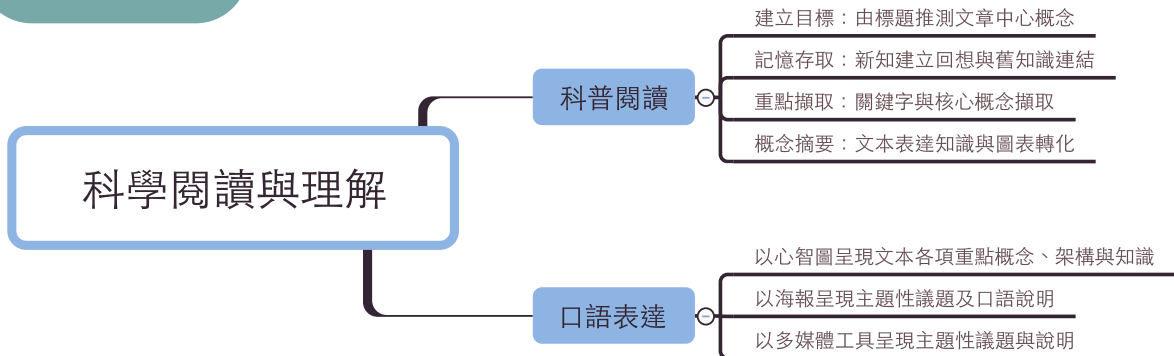 科學閱讀與理解
科普閱讀
建立目標：由標題推測文章中心概念
記憶存取：新知建立回想與舊知識連結
重點擷取：關鍵字與核心概念擷取
概念摘要：文本表達知識與圖表轉化
口語表達
以心智圖呈現文本各項重點概念、架構與知識
以海報呈現主題性議題及口語說明
以多媒體工具呈現主題性議題與說明